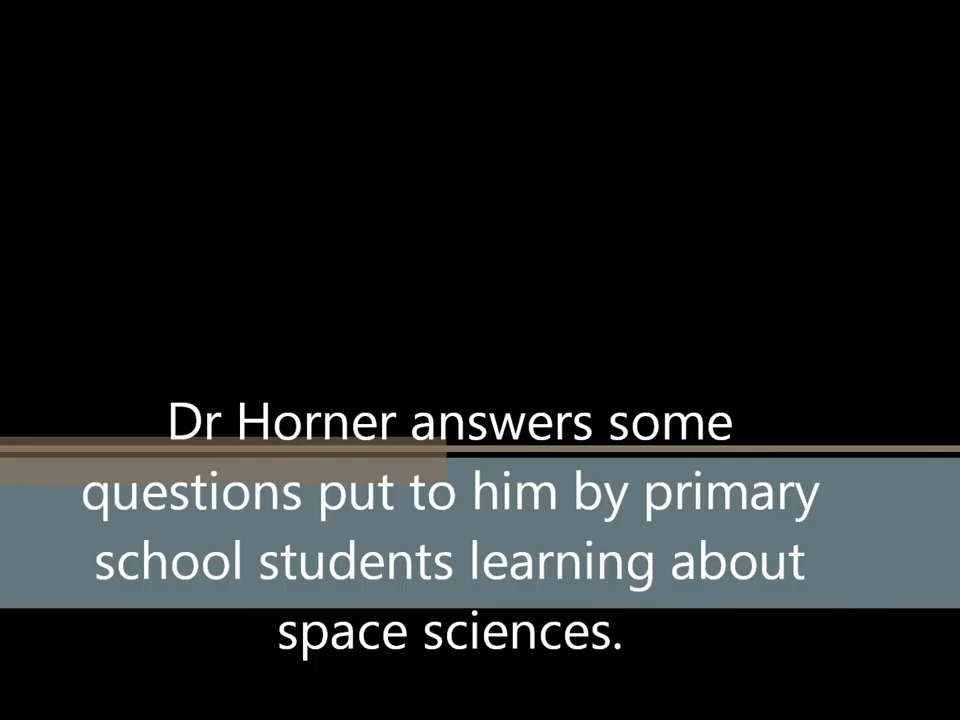 Dr Horner answers some
questions put to him by primary
school students learning about
space sciences.